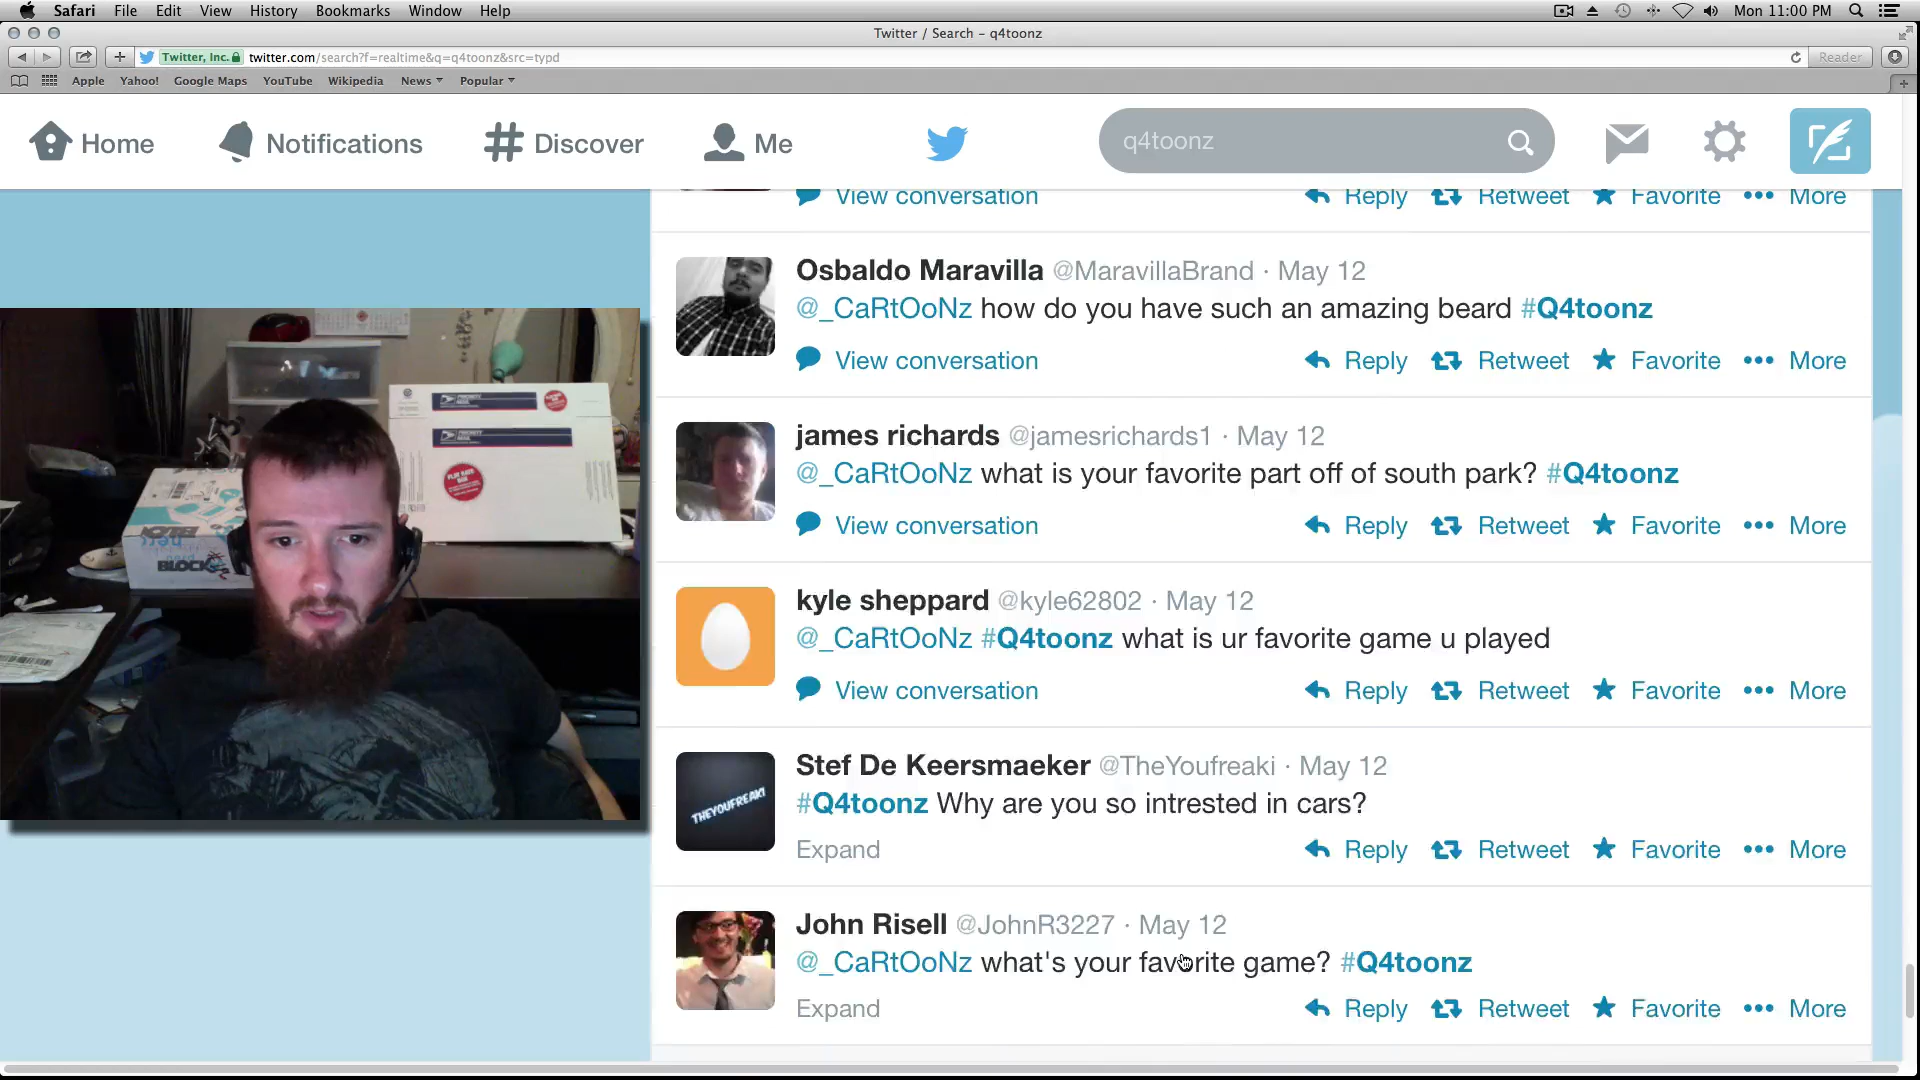 Safari File Edit View History Bookmarks Window Help Mon 11:00 PM
Twitter / Search – q4toonz
Twitter, Inc. twitter.com/search?f=realtime&q=q4toonz&src=typd Reader
Apple Yahoo! Google Maps YouTube Wikipedia News Popular
Home Notifications Discover Me q4toonz
View conversation Reply Retweet Favorite More
Osbaldo Maravilla @MaravillaBrand · May 12
@_CaRtOoNz how do you have such an amazing beard #Q4toonz
View conversation Reply Retweet Favorite More
james richards @jamesrichards1 · May 12
@_CaRtOoNz what is your favorite part off of south park? #Q4toonz
View conversation Reply Retweet Favorite More
kyle sheppard @kyle62802 · May 12
@_CaRtOoNz #Q4toonz what is ur favorite game u played
View conversation Reply Retweet Favorite More
THEYOUFREAKI
Stef De Keersmaeker @TheYoufreaki · May 12
#Q4toonz Why are you so intrested in cars?
Expand Reply Retweet Favorite More
John Risell @JohnR3227 · May 12
@_CaRtOoNz what's your favorite game? #Q4toonz
Expand Reply Retweet Favorite More
PRIORITY
PRIORITY
BLOCK